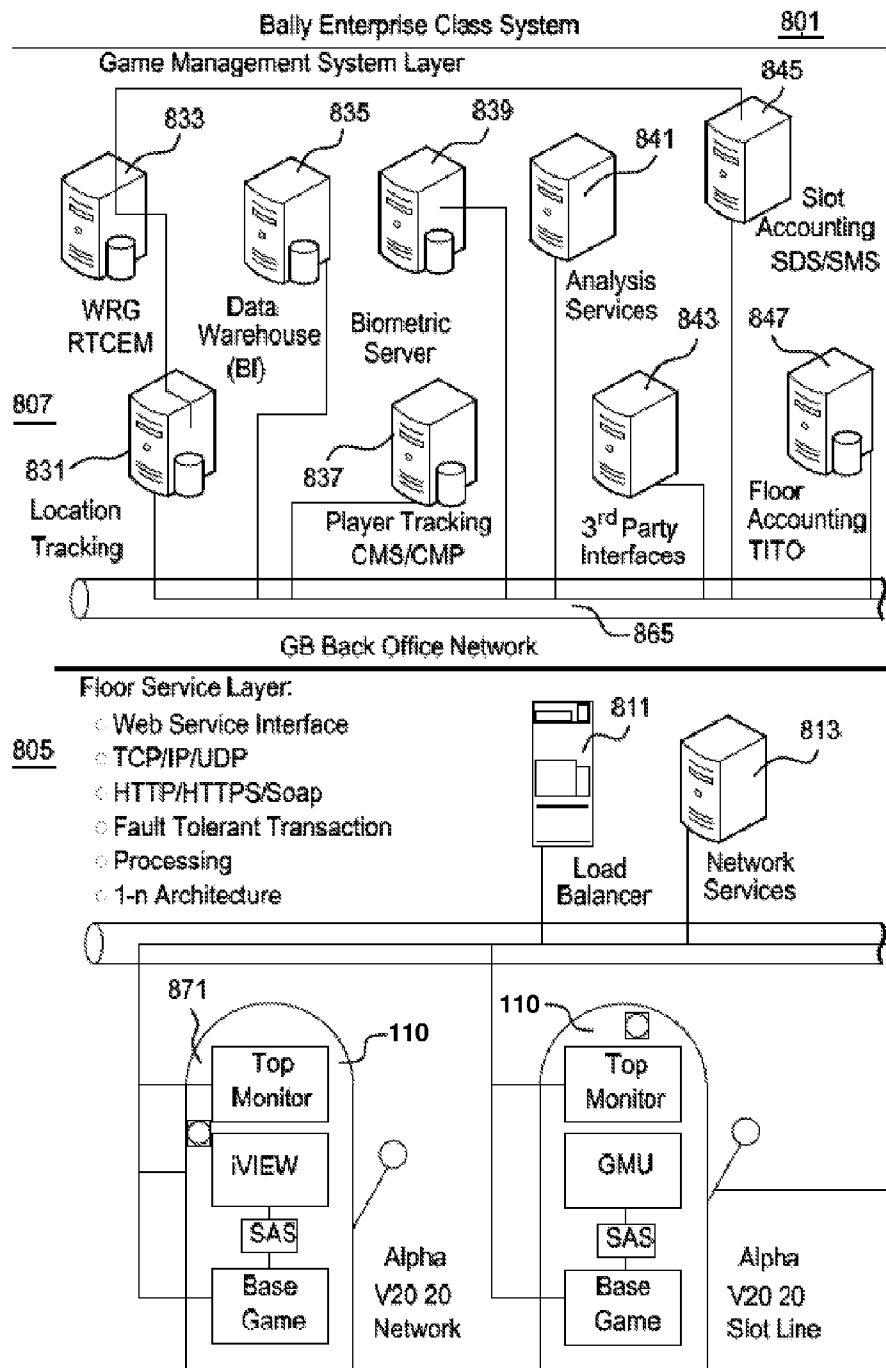 Bally Enterprise Class System
801
Game Management System Layer
833
835
839
841
845
WRG
RTCEM
Data
Warehouse
(BI)
Biometric
Server
Analysis
Services
Slot
Accounting
SDS/SMS
807
831
Location
Tracking
837
Player Tracking
CMS/CMP
843
3rd Party
Interfaces
847
Floor
Accounting
TITO
865
GB Back Office Network
805
Floor Service Layer:
○ Web Service Interface
○ TCP/IP/UDP
○ HTTP/HTTPS/Soap
○ Fault Tolerant Transaction
○ Processing
○ 1-n Architecture
811
Load
Balancer
813
Network
Services
871
110
Top
Monitor
iVIEW
SAS
Base
Game
Alpha
V20 20
Network
110
Top
Monitor
GMU
SAS
Base
Game
Alpha
V20 20
Slot Line